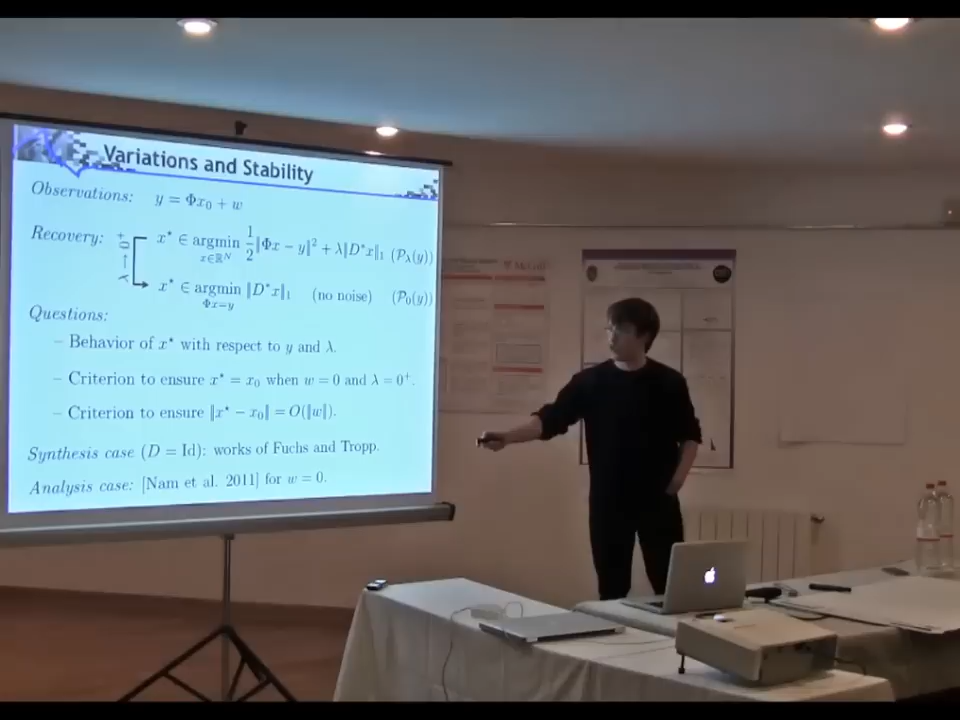 Variations and Stability
Observations: y = Φx₀ + w
Recovery: x* ∈ argmin_{x∈ℝ^N} 1/2 ‖Φx − y‖² + λ‖D*x‖₁ (P_λ(y))
λ → 0⁺
x* ∈ argmin_{Φx=y} ‖D*x‖₁ (no noise) (P₀(y))
Questions:
– Behavior of x* with respect to y and λ.
– Criterion to ensure x* = x₀ when w = 0 and λ = 0⁺.
– Criterion to ensure ‖x* − x₀‖ = O(‖w‖).
Synthesis case (D = Id): works of Fuchs and Tropp.
Analysis case: [Nam et al. 2011] for w = 0.